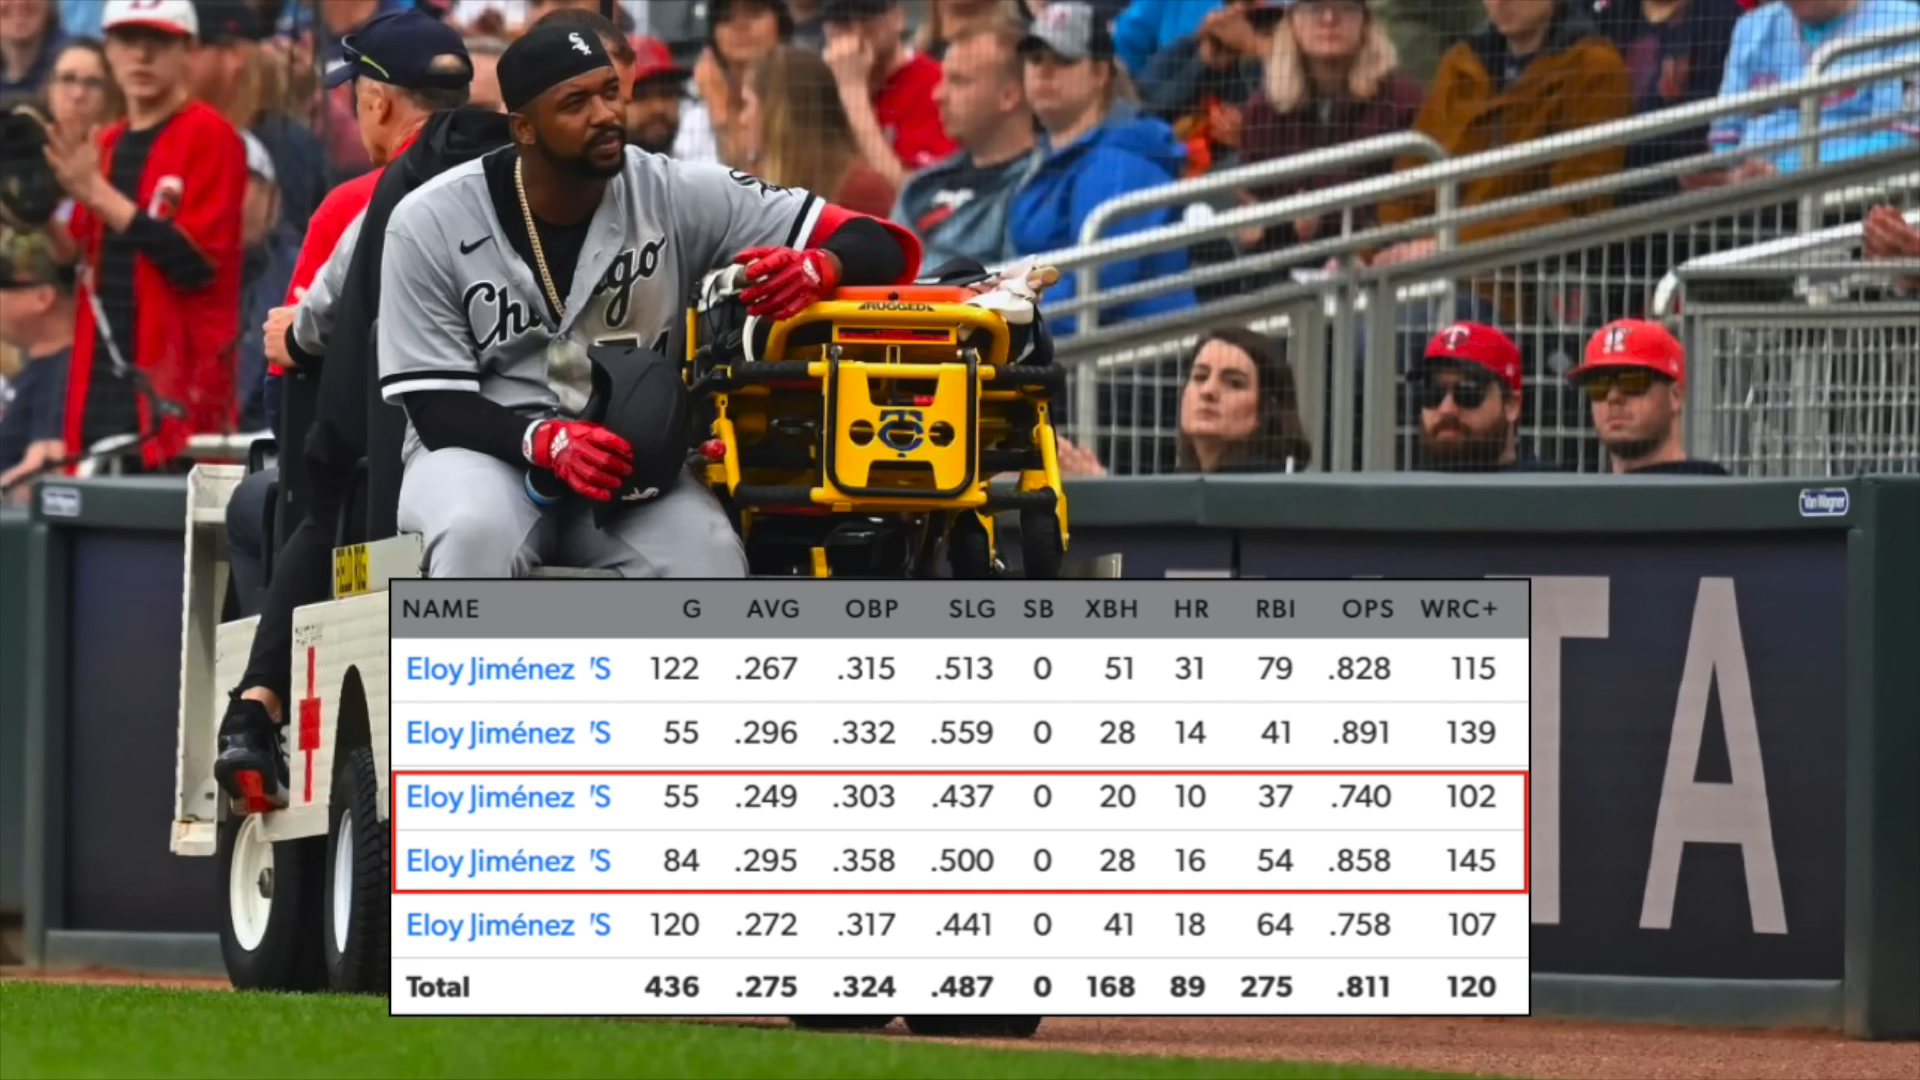 Chicago
RUGGED
TC
Van Wagner
NAME G AVG OBP SLG SB XBH HR RBI OPS WRC+
Eloy Jiménez 'S 122 .267 .315 .513 0 51 31 79 .828 115
Eloy Jiménez 'S 55 .296 .332 .559 0 28 14 41 .891 139
Eloy Jiménez 'S 55 .249 .303 .437 0 20 10 37 .740 102
Eloy Jiménez 'S 84 .295 .358 .500 0 28 16 54 .858 145
Eloy Jiménez 'S 120 .272 .317 .441 0 41 18 64 .758 107
Total 436 .275 .324 .487 0 168 89 275 .811 120
TA